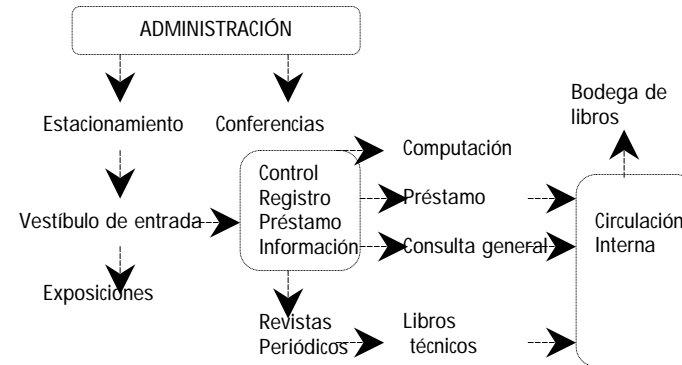 ADMINISTRACIÓN
Bodega de
libros
Estacionamiento
Conferencias
Computación
Control
Registro
Préstamo
Información
Préstamo
Vestíbulo de entrada
Consulta general
Circulación
Interna
Exposiciones
Revistas
Periódicos
Libros
técnicos